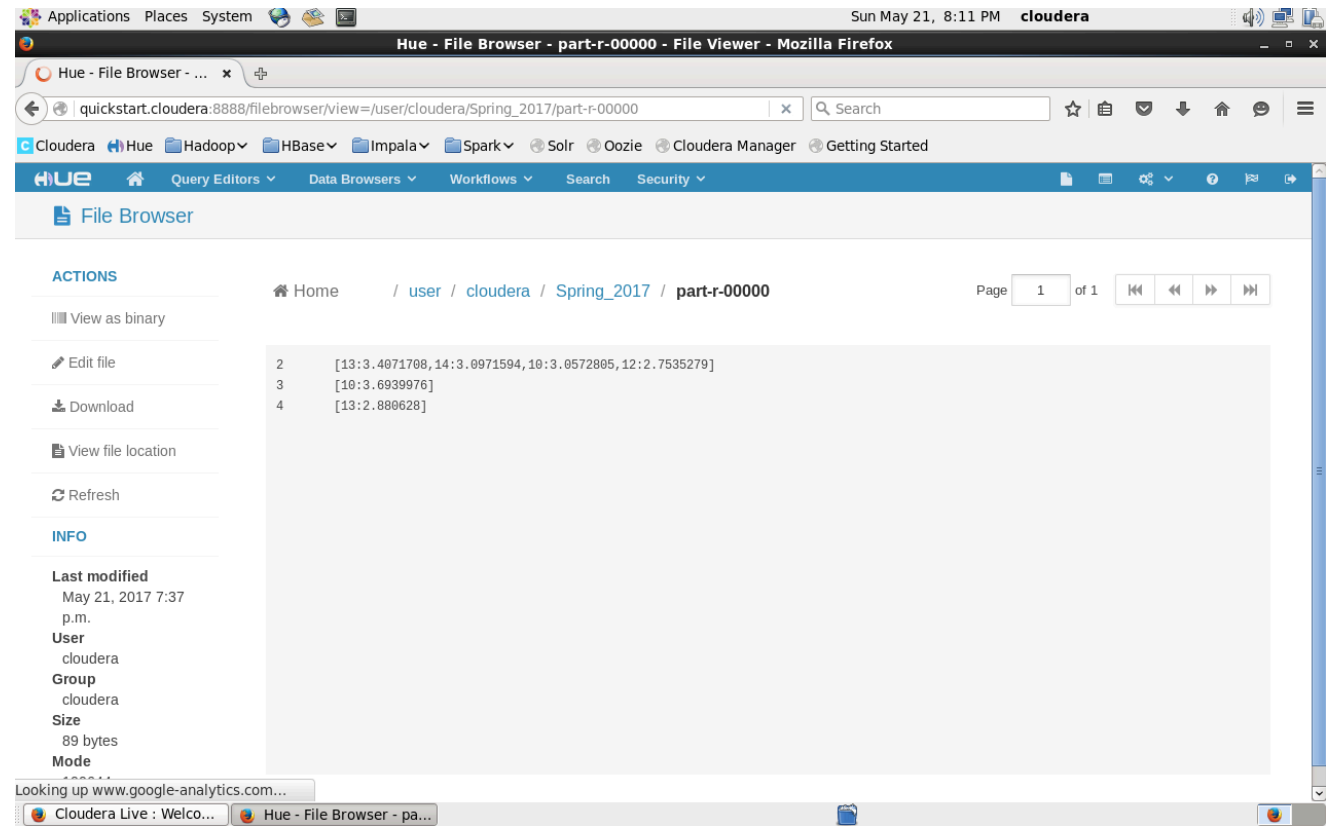 Applications Places System Sun May 21, 8:11 PM cloudera
Hue - File Browser - part-r-00000 - File Viewer - Mozilla Firefox
Hue - File Browser - ...
quickstart.cloudera:8888/filebrowser/view=/user/cloudera/Spring_2017/part-r-00000 Search
Cloudera Hue Hadoop HBase Impala Spark Solr Oozie Cloudera Manager Getting Started
HUE Query Editors Data Browsers Workflows Search Security
File Browser
ACTIONS
Home / user / cloudera / Spring_2017 / part-r-00000 Page 1 of 1
View as binary
Edit file
Download
View file location
Refresh
2 [13:3.4071708,14:3.0971594,10:3.0572805,12:2.7535279]
3 [10:3.6939976]
4 [13:2.880628]
INFO
Last modified
May 21, 2017 7:37
p.m.
User
cloudera
Group
cloudera
Size
89 bytes
Mode
Looking up www.google-analytics.com...
Cloudera Live : Welco... Hue - File Browser - pa...